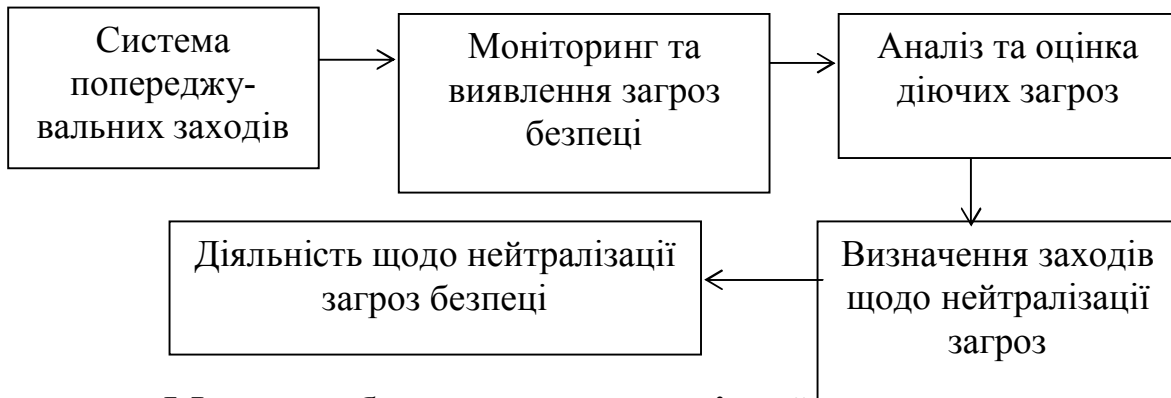 Система
попереджу-
вальних заходів
Моніторинг та
виявлення загроз
безпеці
Аналіз та оцінка
діючих загроз
Визначення заходів
щодо нейтралізації
загроз
Діяльність щодо нейтралізації
загроз безпеці